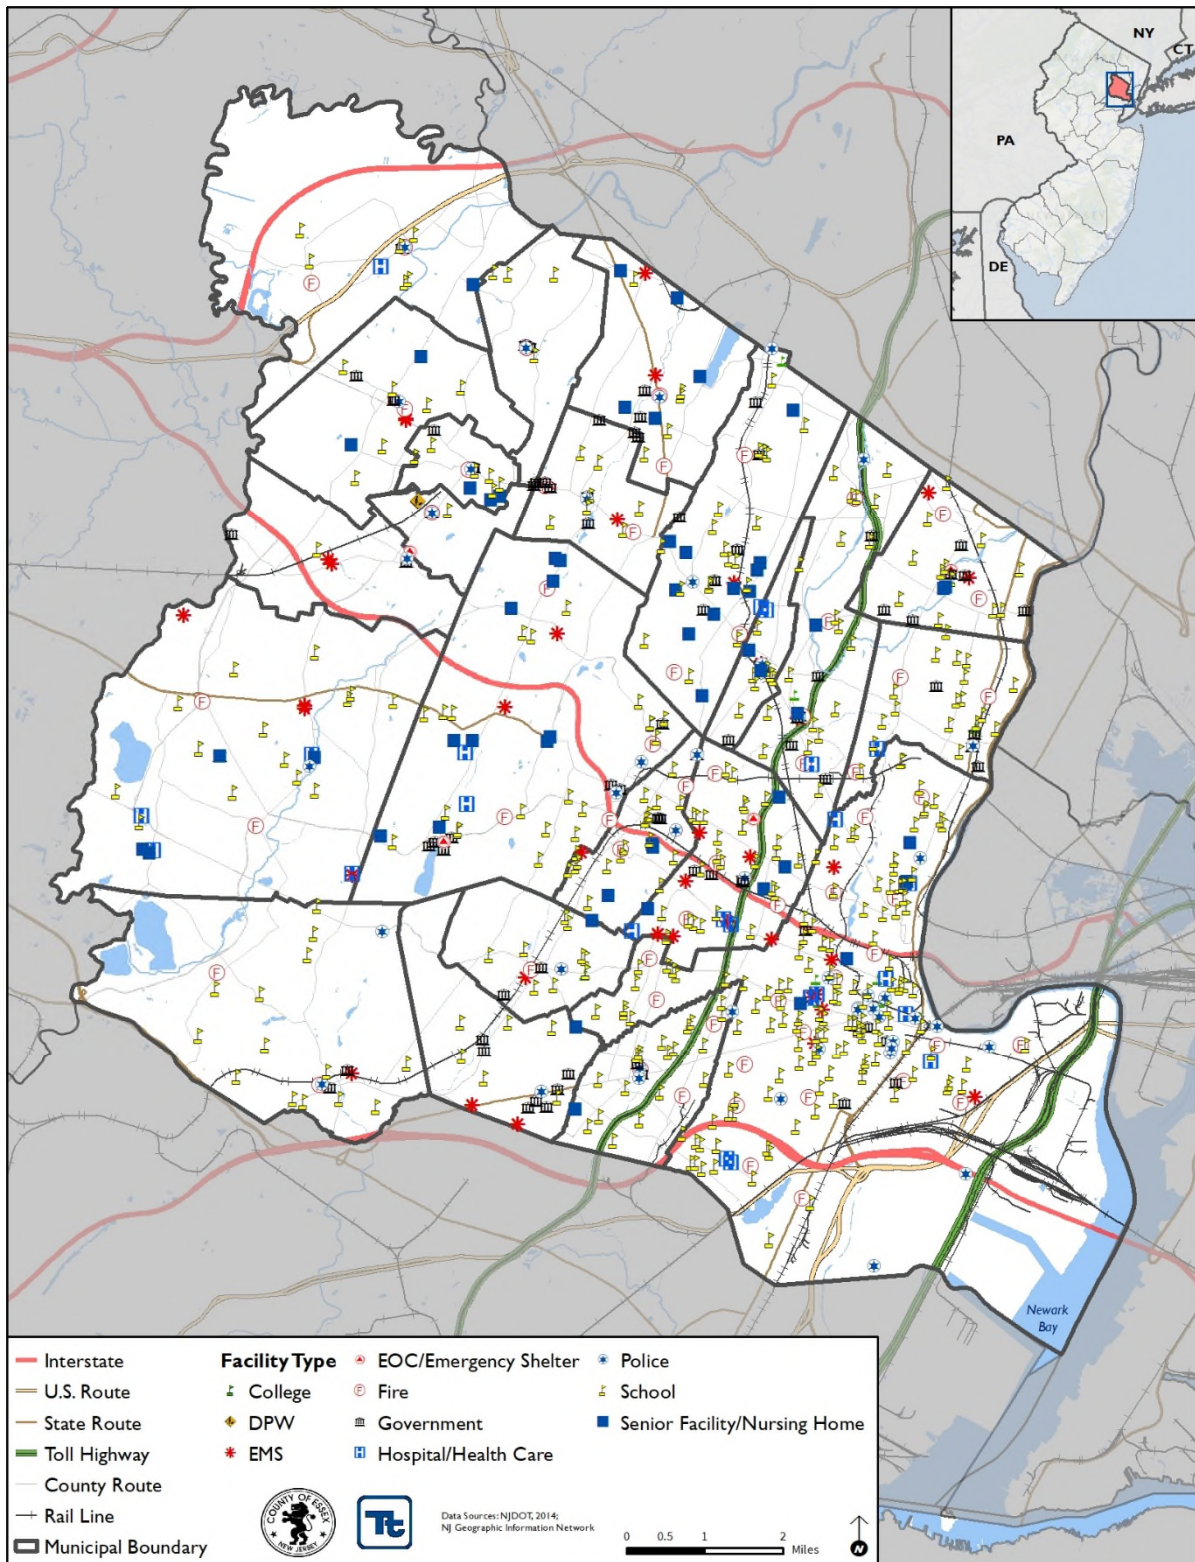 NY
CT
PA
DE
Newark
Bay
Interstate
U.S. Route
State Route
Toll Highway
County Route
Rail Line
Municipal Boundary
Facility Type
College
DPW
EMS
EOC/Emergency Shelter
Fire
Government
Hospital/Health Care
Police
School
Senior Facility/Nursing Home
COUNTY OF ESSEX
NEW JERSEY
Tt
Data Sources: NJDOT, 2014;
NJ Geographic Information Network
0 0.5 1 2
Miles
N